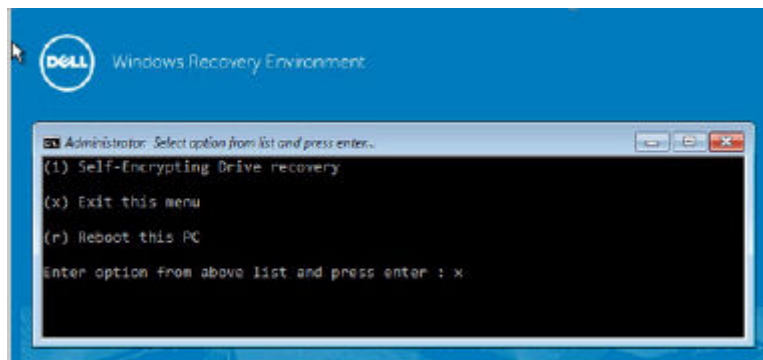 DELL
Windows Recovery Environment
Administrator: Select option from list and press enter..
(1) Self-Encrypting Drive recovery
(x) Exit this menu
(r) Reboot this PC
Enter option from above list and press enter : x